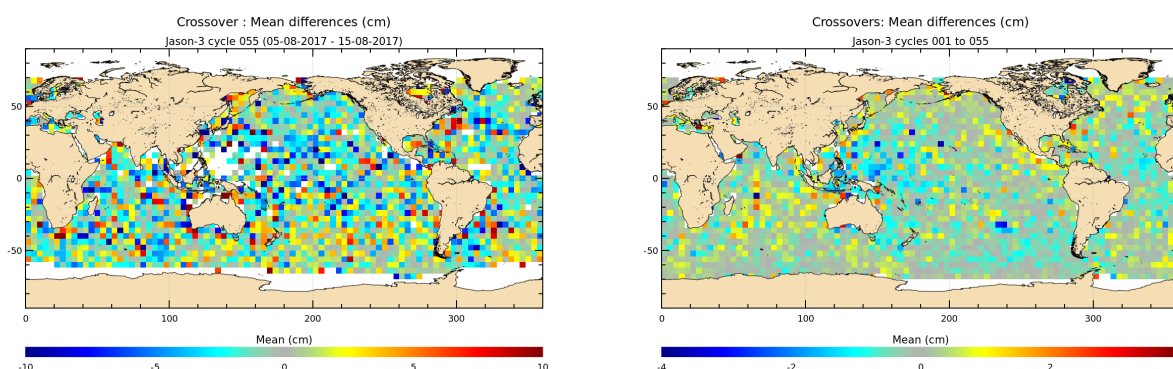 Crossover : Mean differences (cm)
Jason-3 cycle 055 (05-08-2017 - 15-08-2017)
50
0
-50
0 100 200 300
Mean (cm)
-10 -5 0 5 10
Crossovers: Mean differences (cm)
Jason-3 cycles 001 to 055
50
0
-50
0 100 200 300
Mean (cm)
-4 -2 0 2